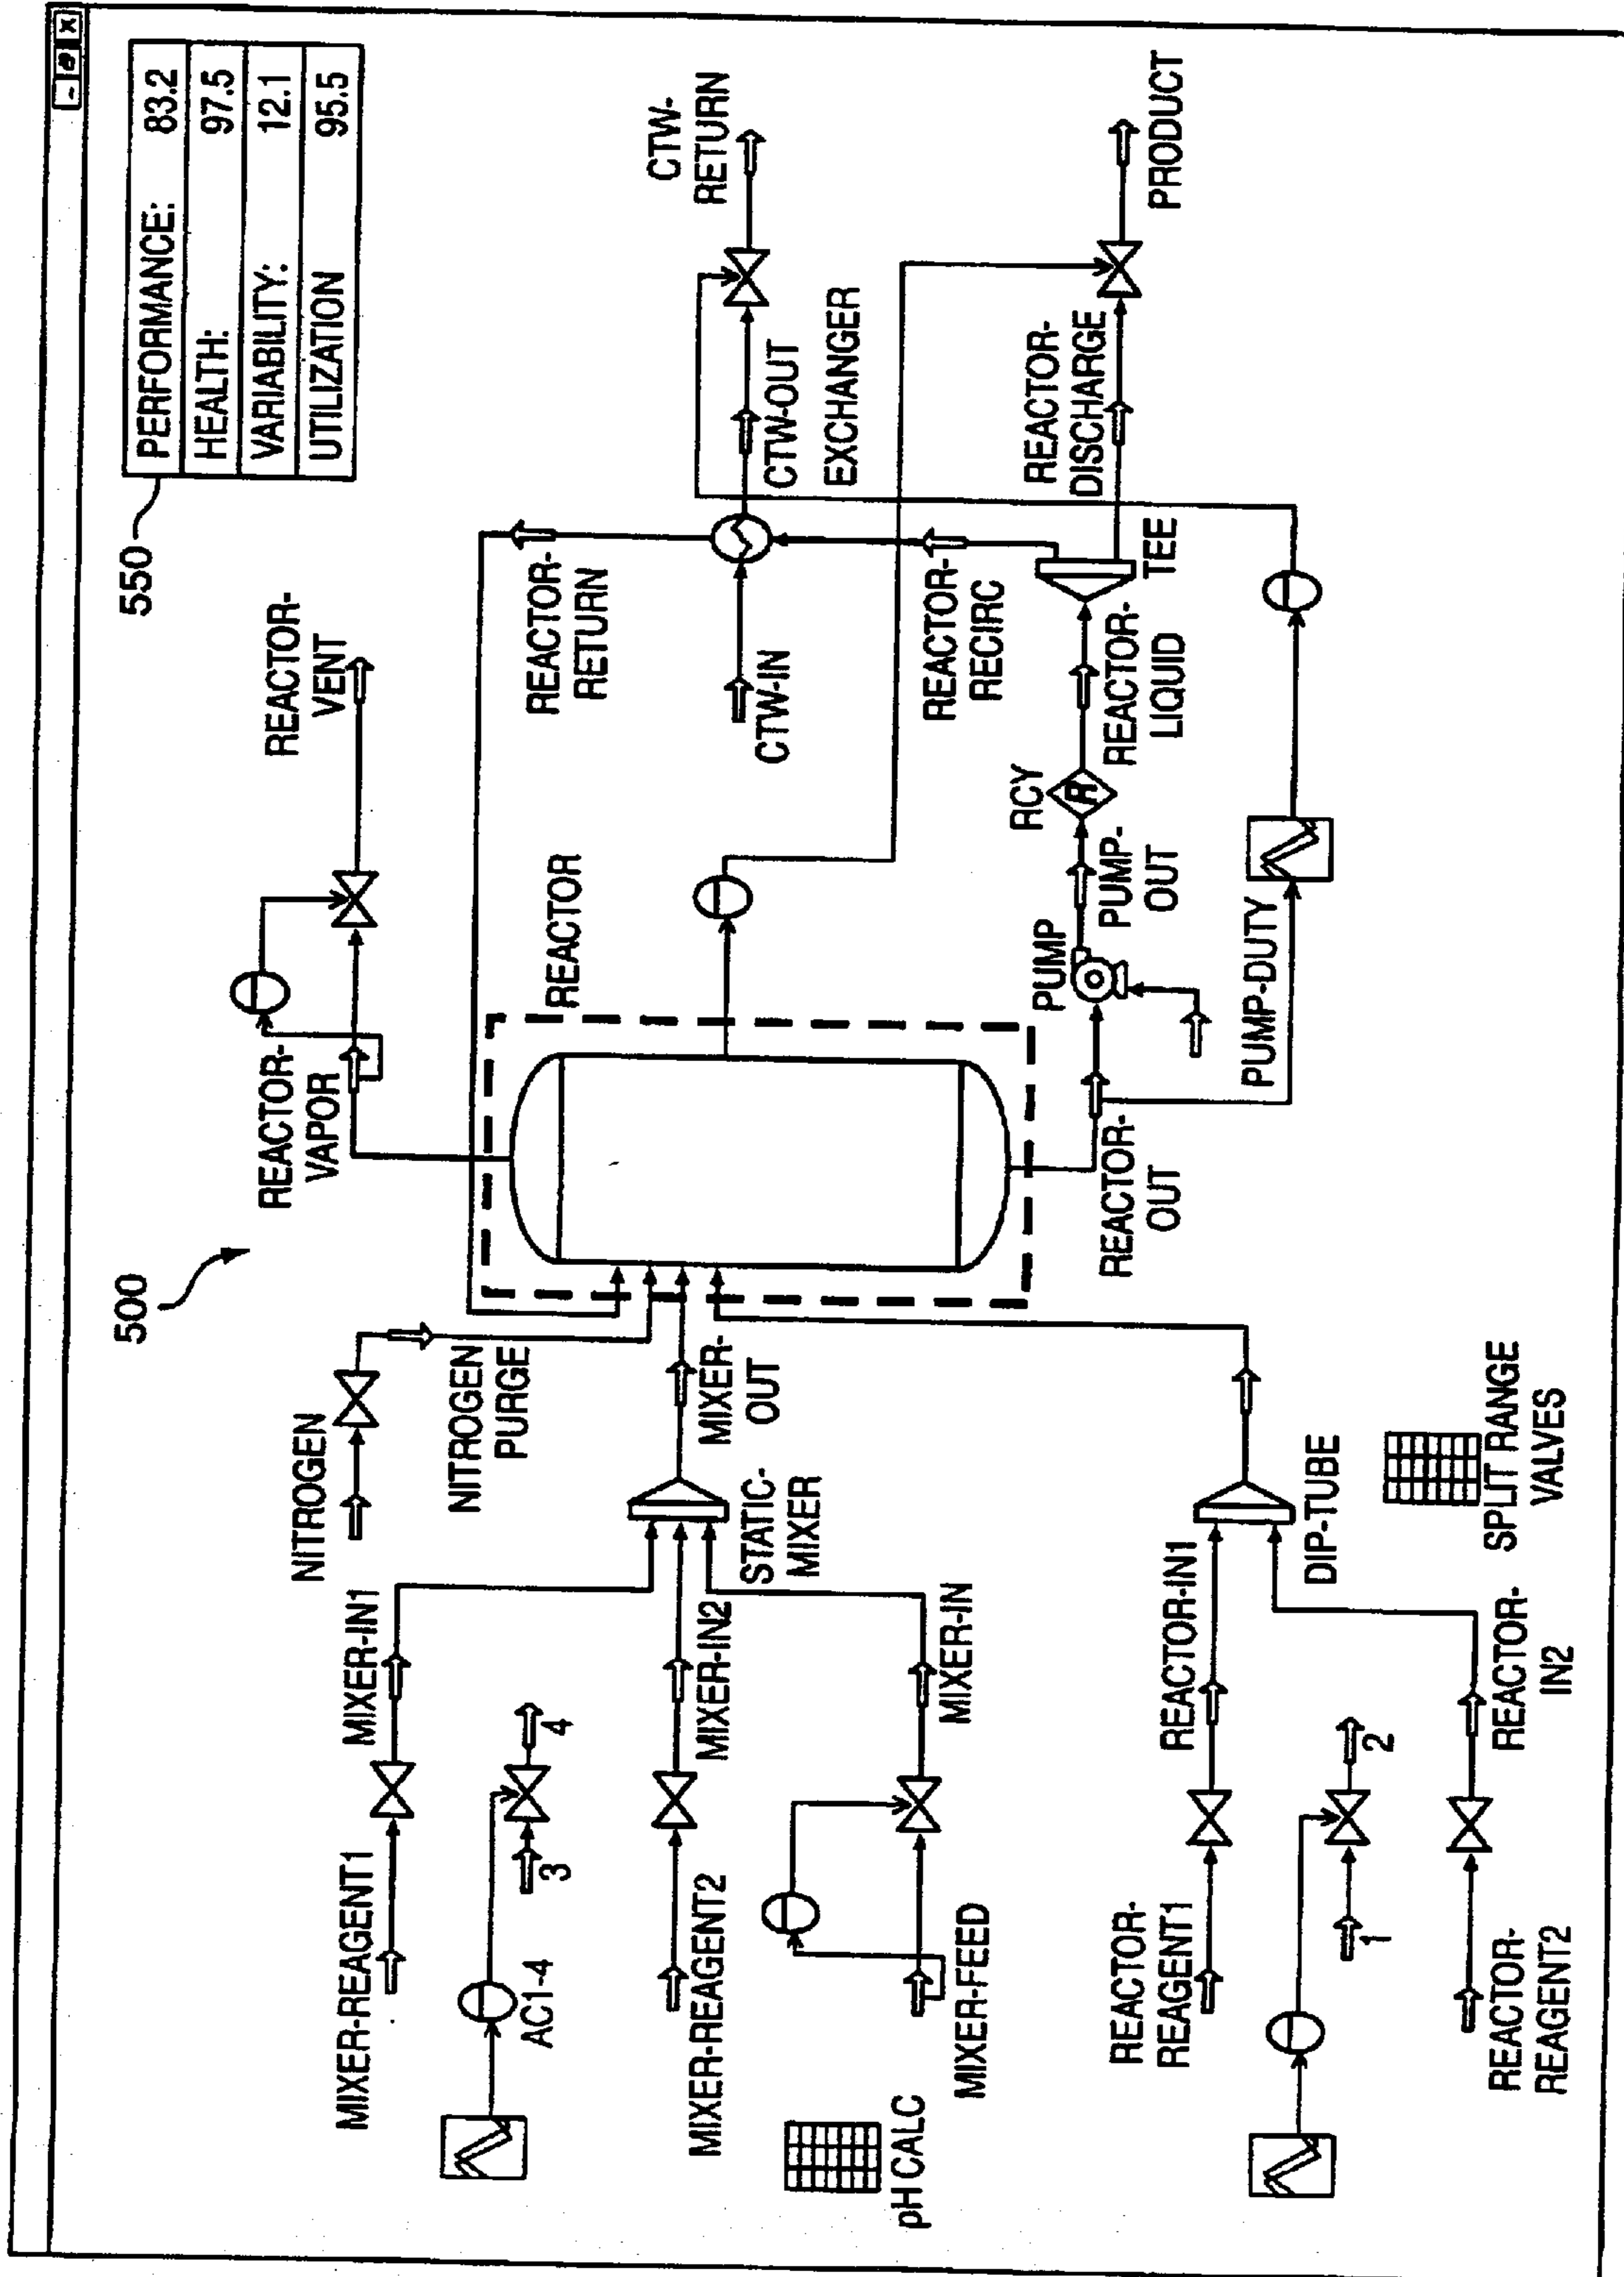 500
550
PERFORMANCE: 83.2
HEALTH: 97.5
VARIABILITY: 12.1
UTILIZATION 95.5
REACTOR-
VENT
REACTOR-
VAPOR
NITROGEN
NITROGEN
PURGE
MIXER-REAGENT1
MIXER-IN1
AC1-4
3
4
MIXER-REAGENT2
MIXER-IN2
STATIC-
MIXER
MIXER-
OUT
pH CALC
MIXER-FEED
MIXER-IN
REACTOR
REACTOR-
RETURN
CTW-IN
CTW-OUT
CTW-
RETURN
EXCHANGER
REACTOR-
RECIRC
REACTOR-
DISCHARGE
PRODUCT
TEE
RCY
R
REACTOR-
LIQUID
PUMP
PUMP-
OUT
PUMP-DUTY
REACTOR-
OUT
REACTOR-
REAGENT1
REACTOR-IN1
DIP-TUBE
1
2
REACTOR-
REAGENT2
REACTOR-
IN2
SPLIT RANGE
VALVES